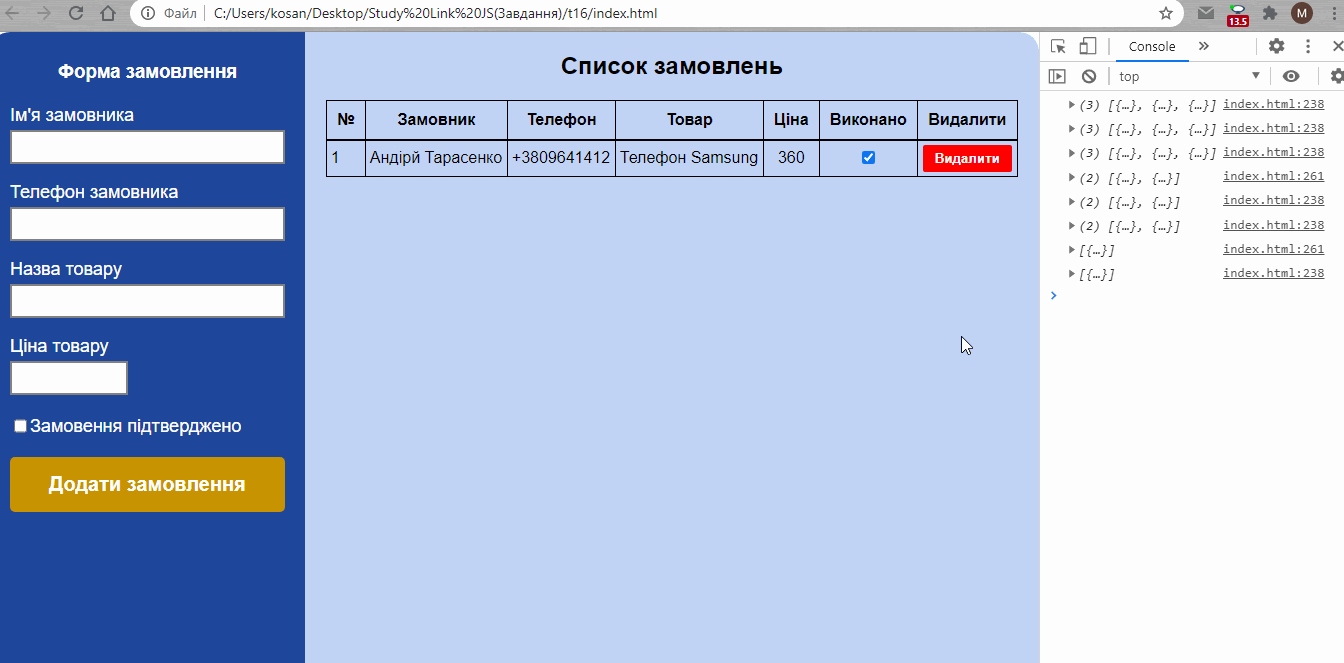 Файл C:/Users/kosan/Desktop/Study%20Link%20JS(Завдання)/t16/index.html
13.5
M
Форма замовлення
Ім'я замовника
Телефон замовника
Назва товару
Ціна товару
Замовення підтверджено
Додати замовлення
Список замовлень
№ Замовник Телефон Товар Ціна Виконано Видалити
1 Андірй Тарасенко +3809641412 Телефон Samsung 360 Видалити
Console »
top
(3) [{…}, {…}, {…}] index.html:238
(3) [{…}, {…}, {…}] index.html:238
(3) [{…}, {…}, {…}] index.html:238
(2) [{…}, {…}] index.html:261
(2) [{…}, {…}] index.html:238
(2) [{…}, {…}] index.html:238
[{…}] index.html:261
[{…}] index.html:238